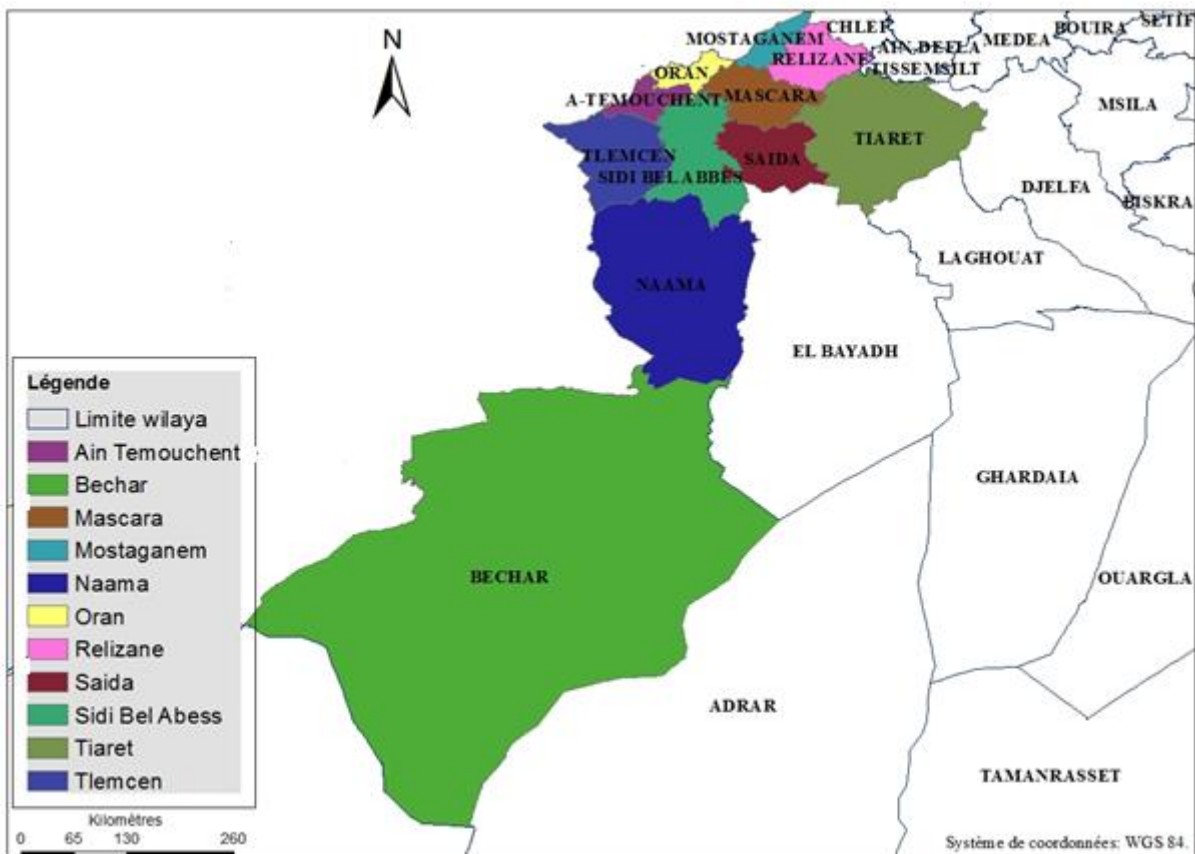 N
CHLEF
MOSTAGANEM
RELIZANE
AIN DEFLA
TISSEMSILT
MEDEA
BOUIRA
SETIF
ORAN
A-TEMOUCHENT
MASCARA
MSILA
TIARET
TLEMCEN
SAIDA
SIDI BEL ABBES
DJELFA
BISKRA
LAGHOUAT
NAAMA
EL BAYADH
GHARDAIA
BECHAR
OUARGLA
ADRAR
TAMANRASSET
Légende
Limite wilaya
Ain Temouchent
Bechar
Mascara
Mostaganem
Naama
Oran
Relizane
Saida
Sidi Bel Abess
Tiaret
Tlemcen
Kilomètres
0 65 130 260
Système de coordonnées: WGS 84.